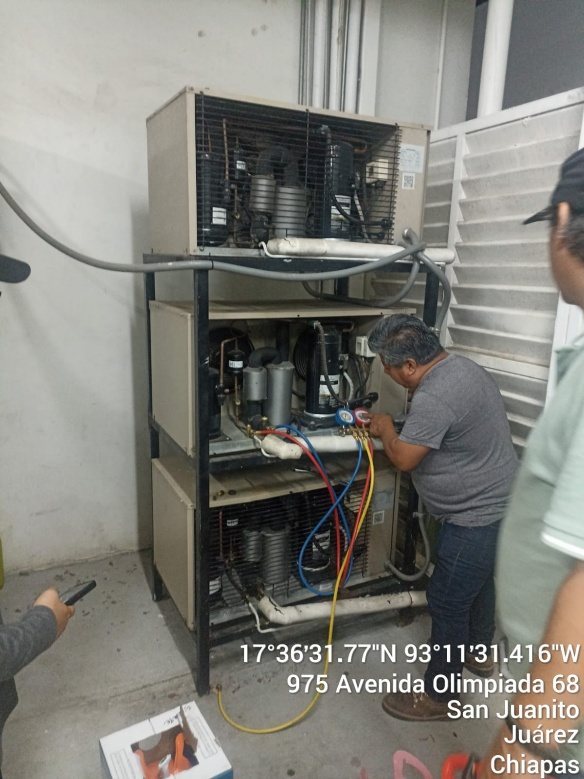 17°36'31.77"N 93°11'31.416"W
975 Avenida Olimpiada 68
San Juanito
Juárez
Chiapas